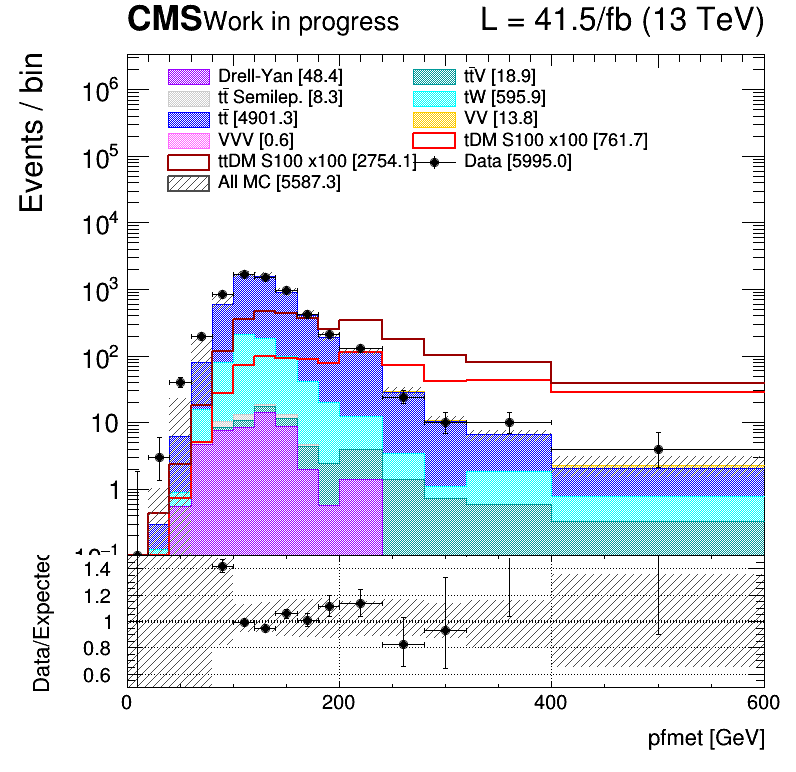 CMS Work in progress L = 41.5/fb (13 TeV)
Events / bin
10⁶
10⁵
10⁴
10³
10²
10
1
10⁻¹
Drell-Yan [48.4] tt̄V [18.9]
tt̄ Semilep. [8.3] tW [595.9]
tt̄ [4901.3] VV [13.8]
VVV [0.6] tDM S100 x100 [761.7]
ttDM S100 x100 [2754.1] Data [5995.0]
All MC [5587.3]
Data/Expected
1.4
1.2
1
0.8
0.6
0 200 400 600
pfmet [GeV]